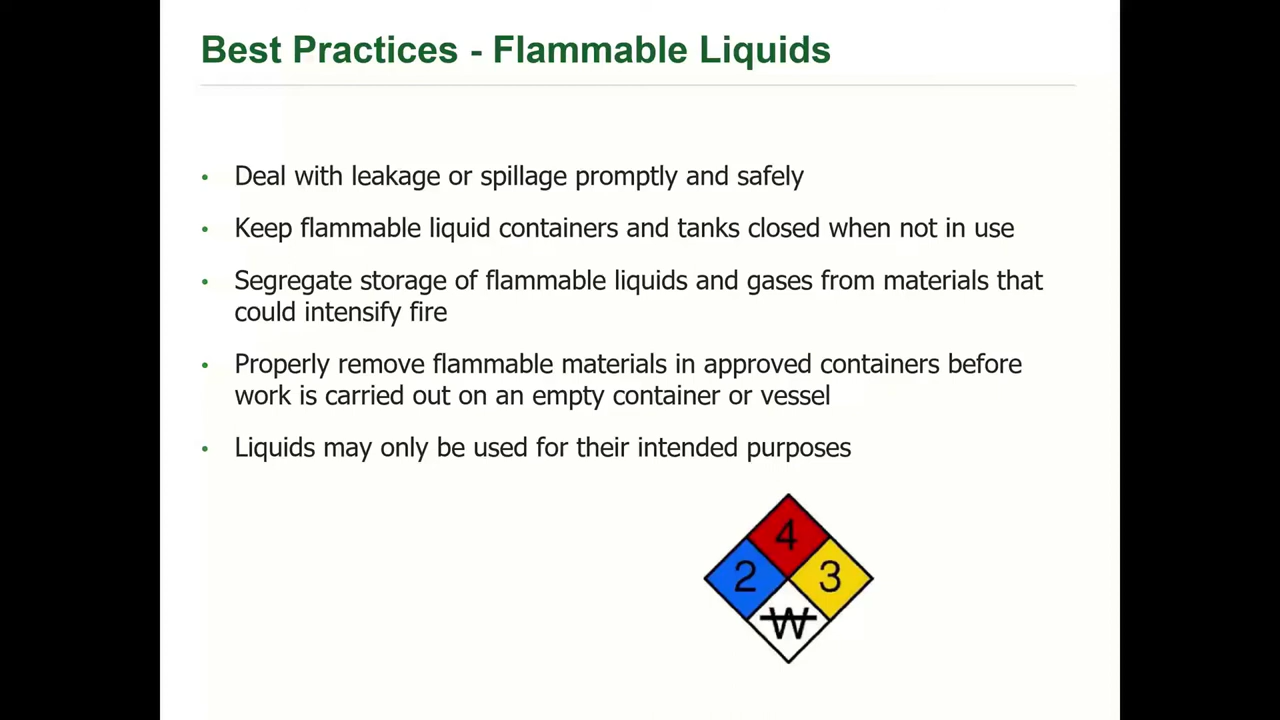 Best Practices - Flammable Liquids
• Deal with leakage or spillage promptly and safely
• Keep flammable liquid containers and tanks closed when not in use
• Segregate storage of flammable liquids and gases from materials that
could intensify fire
• Properly remove flammable materials in approved containers before
work is carried out on an empty container or vessel
• Liquids may only be used for their intended purposes
4
2 3
W